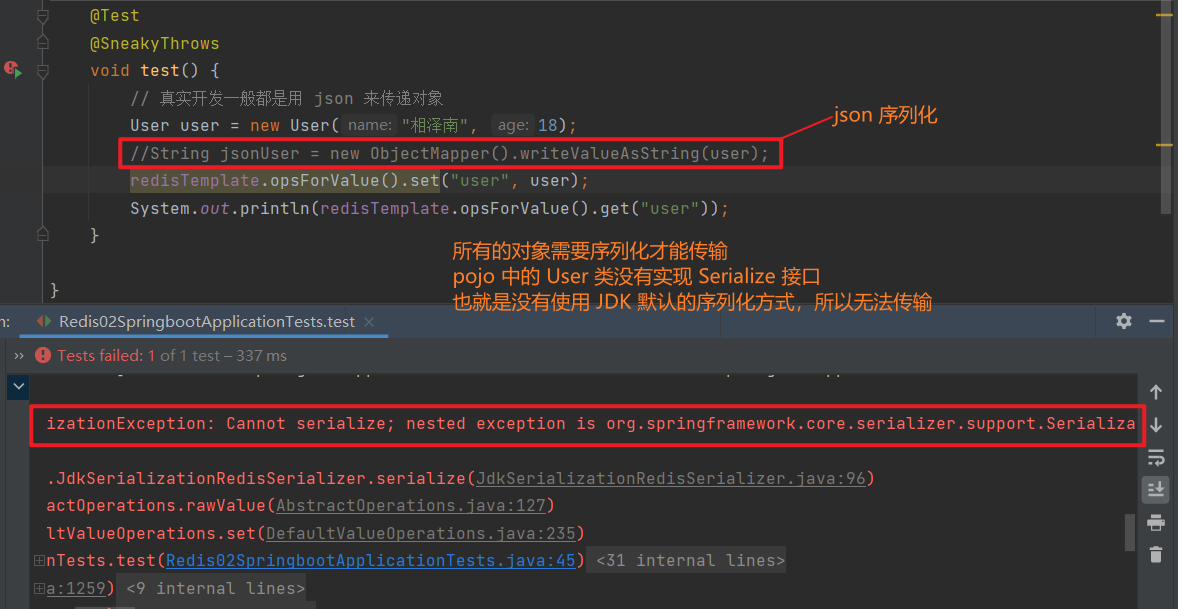 @Test
@SneakyThrows
void test() {
// 真实开发一般都是用 json 来传递对象
User user = new User( name: "相泽南", age: 18);
json 序列化
//String jsonUser = new ObjectMapper().writeValueAsString(user);
redisTemplate.opsForValue().set("user", user);
System.out.println(redisTemplate.opsForValue().get("user"));
}
所有的对象需要序列化才能传输
pojo 中的 User 类没有实现 Serialize 接口
也就是没有使用 JDK 默认的序列化方式，所以无法传输
}
n: Redis02SpringbootApplicationTests.test ×
>> Tests failed: 1 of 1 test – 337 ms
izationException: Cannot serialize; nested exception is org.springframework.core.serializer.support.Serializa
.JdkSerializationRedisSerializer.serialize(JdkSerializationRedisSerializer.java:96)
actOperations.rawValue(AbstractOperations.java:127)
ltValueOperations.set(DefaultValueOperations.java:235)
nTests.test(Redis02SpringbootApplicationTests.java:45) <31 internal lines>
a:1259) <9 internal lines>